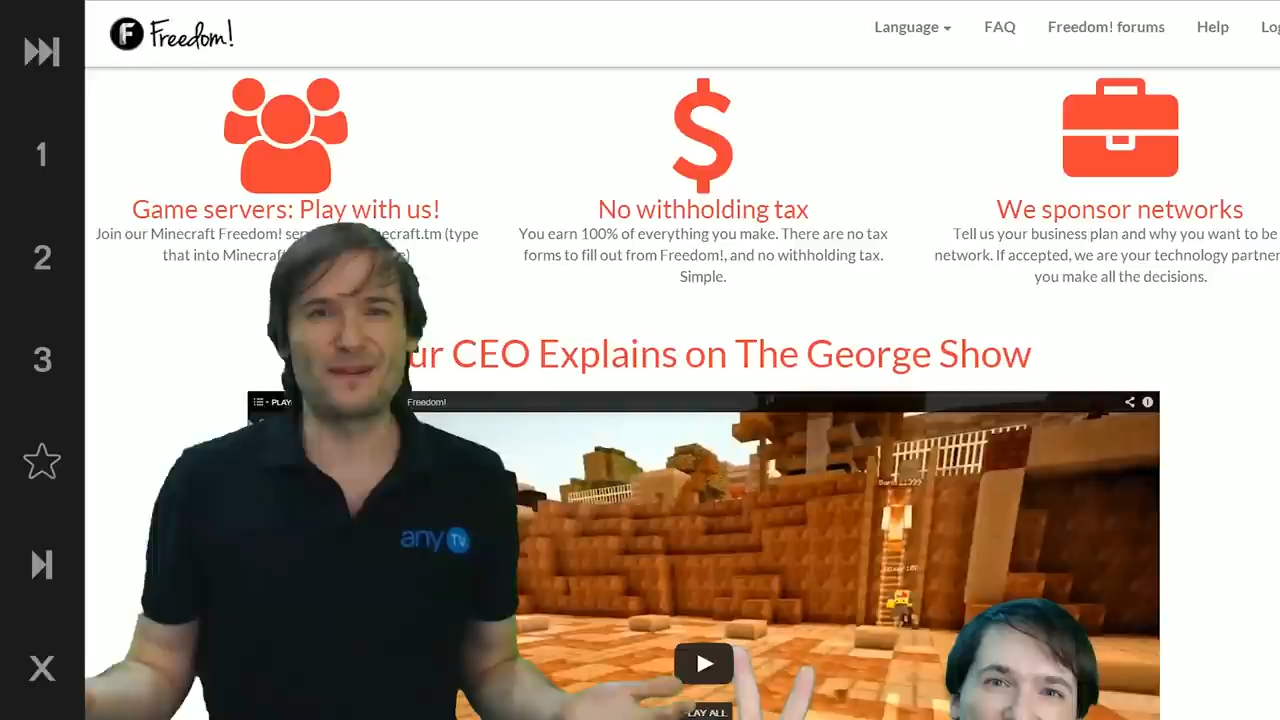 Freedom!
Language
FAQ
Freedom! forums
Help
1
2
3
X
Game servers: Play with us!
Join our Minecraft Freedom! (type
that into
No withholding tax
You earn 100% of everything you make. There are no tax
forms to fill out from Freedom!, and no withholding tax.
Simple.
We sponsor networks
Tell us your business plan and why you want to be
network. If accepted, we are your technology partner
you make all the decisions.
CEO Explains on The George Show
Freedom!
any TV